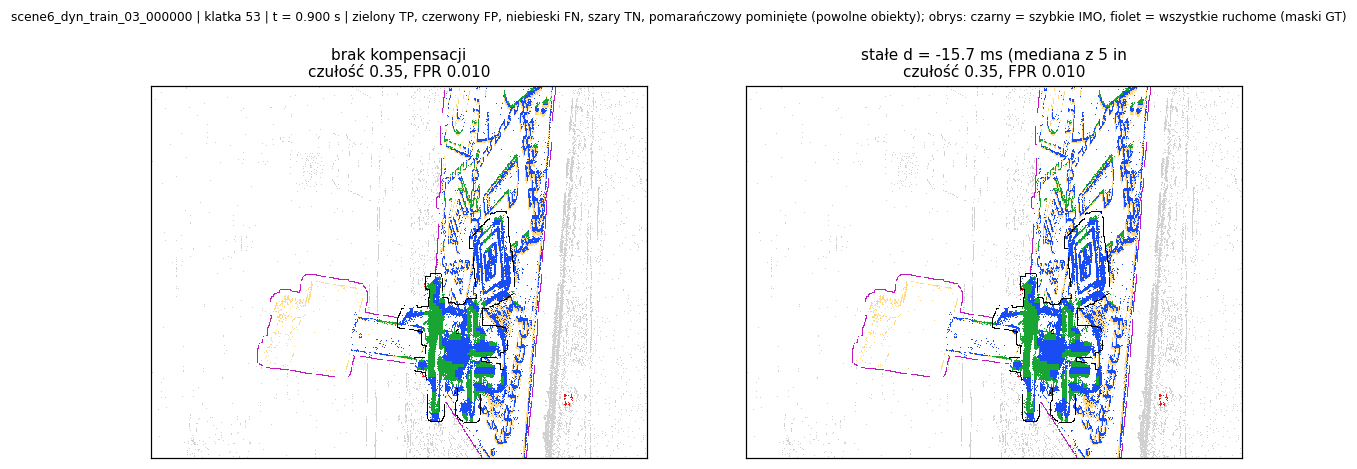 scene6_dyn_train_03_000000 | klatka 53 | t = 0.900 s | zielony TP, czerwony FP, niebieski FN, szary TN, pomarańczowy pominięte (powolne obiekty); obrys: czarny = szybkie IMO, fiolet = wszystkie ruchome (maski GT)
brak kompensacji
czułość 0.35, FPR 0.010
stałe d = -15.7 ms (mediana z 5 in
czułość 0.35, FPR 0.010